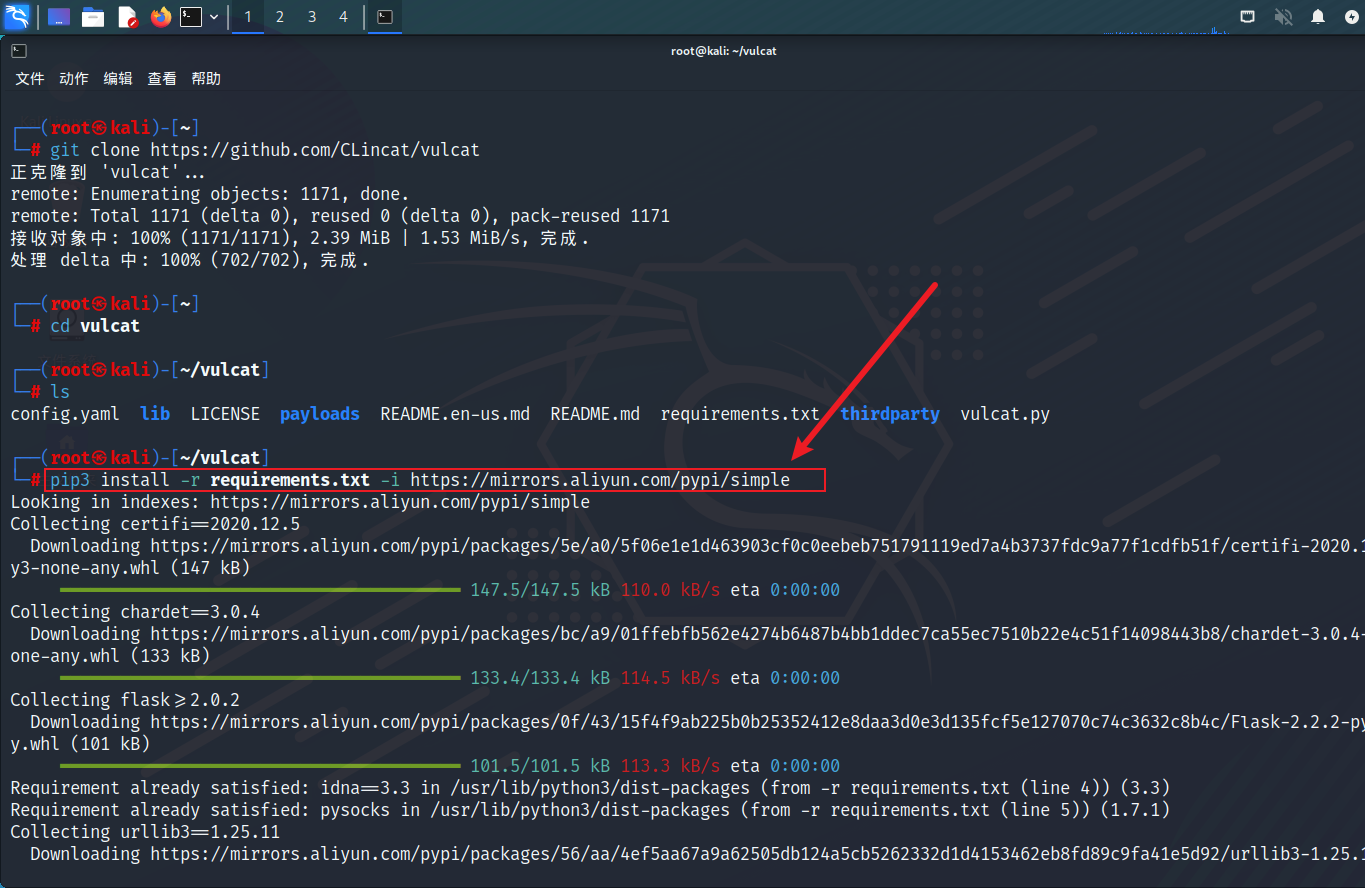 1 2 3 4
root@kali: ~/vulcat
文件 动作 编辑 查看 帮助
(root㉿kali)-[~]
# git clone https://github.com/CLincat/vulcat
正克隆到 'vulcat'...
remote: Enumerating objects: 1171, done.
remote: Total 1171 (delta 0), reused 0 (delta 0), pack-reused 1171
接收对象中: 100% (1171/1171), 2.39 MiB | 1.53 MiB/s, 完成.
处理 delta 中: 100% (702/702), 完成.
(root㉿kali)-[~]
# cd vulcat
(root㉿kali)-[~/vulcat]
# ls
config.yaml lib LICENSE payloads README.en-us.md README.md requirements.txt thirdparty vulcat.py
(root㉿kali)-[~/vulcat]
# pip3 install -r requirements.txt -i https://mirrors.aliyun.com/pypi/simple
Looking in indexes: https://mirrors.aliyun.com/pypi/simple
Collecting certifi==2020.12.5
Downloading https://mirrors.aliyun.com/pypi/packages/5e/a0/5f06e1e1d463903cf0c0eebeb751791119ed7a4b3737fdc9a77f1cdfb51f/certifi-2020.1
y3-none-any.whl (147 kB)
147.5/147.5 kB 110.0 kB/s eta 0:00:00
Collecting chardet==3.0.4
Downloading https://mirrors.aliyun.com/pypi/packages/bc/a9/01ffebfb562e4274b6487b4bb1ddec7ca55ec7510b22e4c51f14098443b8/chardet-3.0.4-
one-any.whl (133 kB)
133.4/133.4 kB 114.5 kB/s eta 0:00:00
Collecting flask>=2.0.2
Downloading https://mirrors.aliyun.com/pypi/packages/0f/43/15f4f9ab225b0b25352412e8daa3d0e3d135fcf5e127070c74c3632c8b4c/Flask-2.2.2-py
y.whl (101 kB)
101.5/101.5 kB 113.3 kB/s eta 0:00:00
Requirement already satisfied: idna==3.3 in /usr/lib/python3/dist-packages (from -r requirements.txt (line 4)) (3.3)
Requirement already satisfied: pysocks in /usr/lib/python3/dist-packages (from -r requirements.txt (line 5)) (1.7.1)
Collecting urllib3==1.25.11
Downloading https://mirrors.aliyun.com/pypi/packages/56/aa/4ef5aa67a9a62505db124a5cb5262332d1d4153462eb8fd89c9fa41e5d92/urllib3-1.25.1